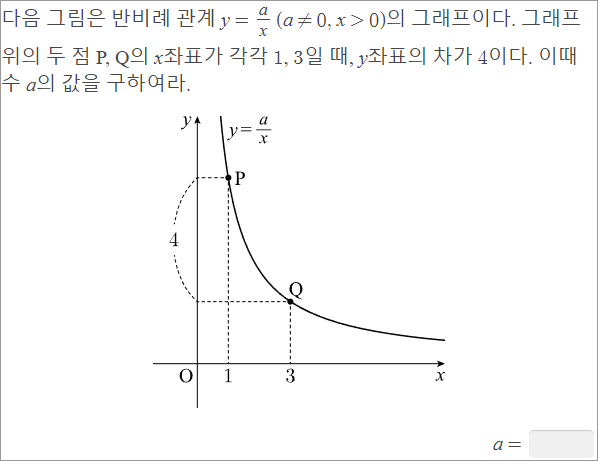 다음 그림은 반비례 관계 y = a/x (a ≠ 0, x > 0)의 그래프이다. 그래프
위의 두 점 P, Q의 x좌표가 각각 1, 3일 때, y좌표의 차가 4이다. 이때
수 a의 값을 구하여라.
y
y = a/x
P
4
Q
O 1 3 x
a =